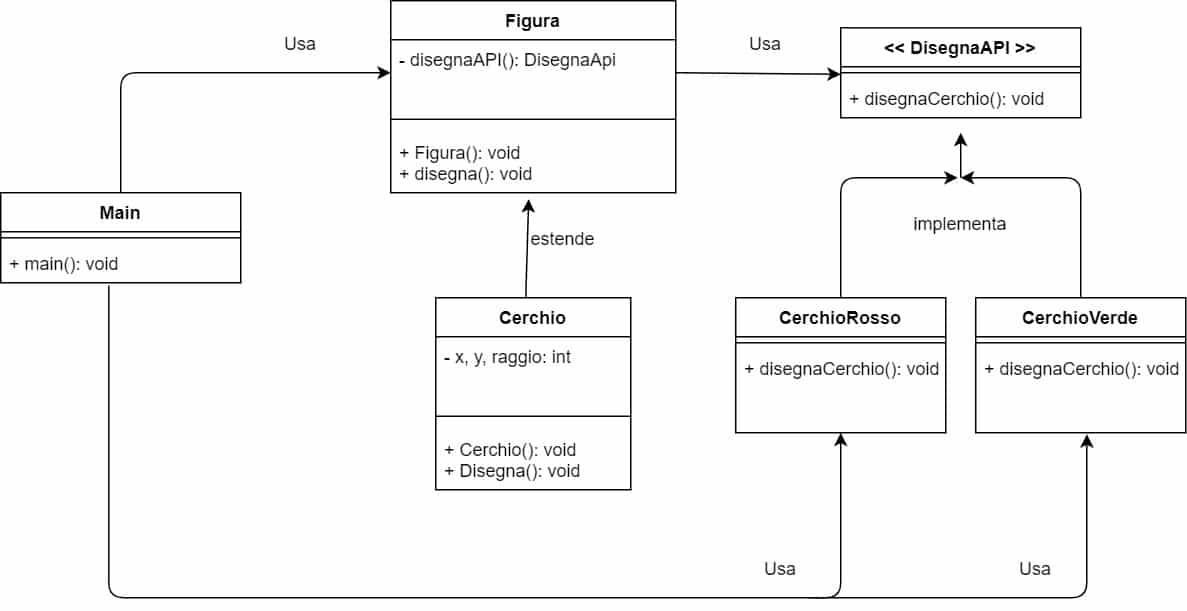 Figura
- disegnaAPI(): DisegnaApi
+ Figura(): void
+ disegna(): void
Usa
Usa
<< DisegnaAPI >>
+ disegnaCerchio(): void
Main
+ main(): void
estende
implementa
Cerchio
- x, y, raggio: int
+ Cerchio(): void
+ Disegna(): void
CerchioRosso
+ disegnaCerchio(): void
CerchioVerde
+ disegnaCerchio(): void
Usa
Usa